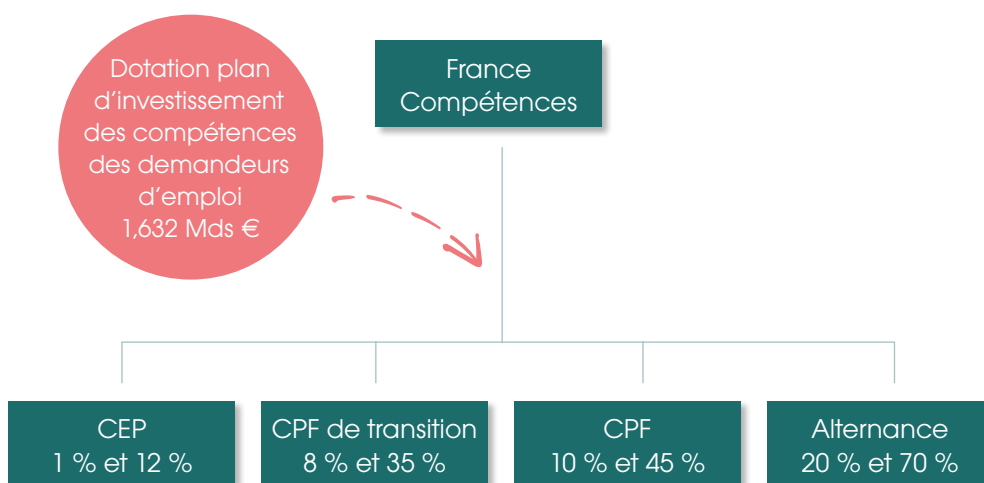 Dotation plan
d’investissement
des compétences
des demandeurs
d’emploi
1,632 Mds €
France
Compétences
CEP
1 % et 12 %
CPF de transition
8 % et 35 %
CPF
10 % et 45 %
Alternance
20 % et 70 %